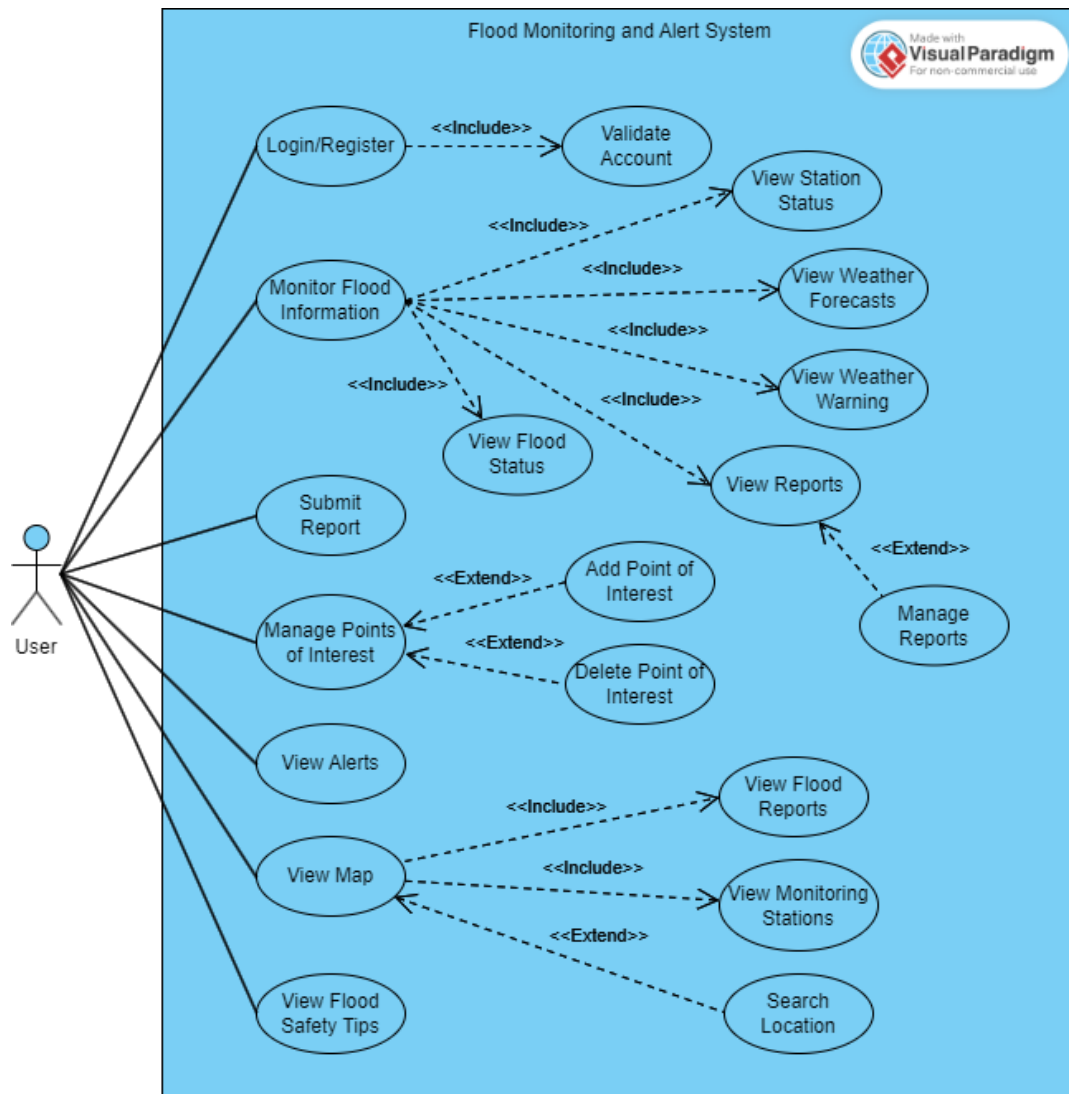 Flood Monitoring and Alert System
Made with
Visual Paradigm
For non-commercial use
Login/Register
<<Include>>
Validate
Account
View Station
Status
<<Include>>
Monitor Flood
Information
<<Include>>
View Weather
Forecasts
<<Include>>
View Weather
Warning
<<Include>>
<<Include>>
View Flood
Status
View Reports
Submit
Report
<<Extend>>
Manage
Reports
User
Manage Points
of Interest
<<Extend>>
Add Point of
Interest
<<Extend>>
Delete Point of
Interest
View Alerts
View Map
<<Include>>
View Flood
Reports
<<Include>>
View Monitoring
Stations
<<Extend>>
Search
Location
View Flood
Safety Tips